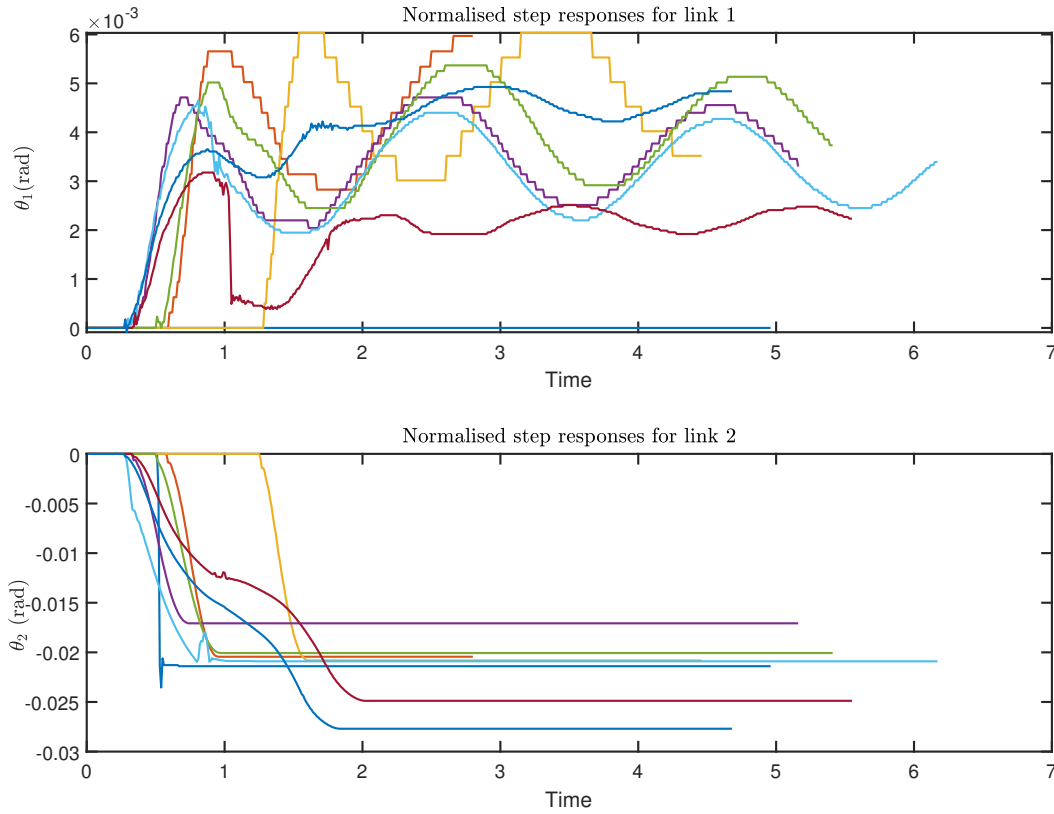 Normalised step responses for link 1
×10⁻³
6
5
4
3
2
1
0
θ₁(rad)
0 1 2 3 4 5 6 7
Time
Normalised step responses for link 2
0
-0.005
-0.01
-0.015
-0.02
-0.025
-0.03
θ₂ (rad)
0 1 2 3 4 5 6 7
Time